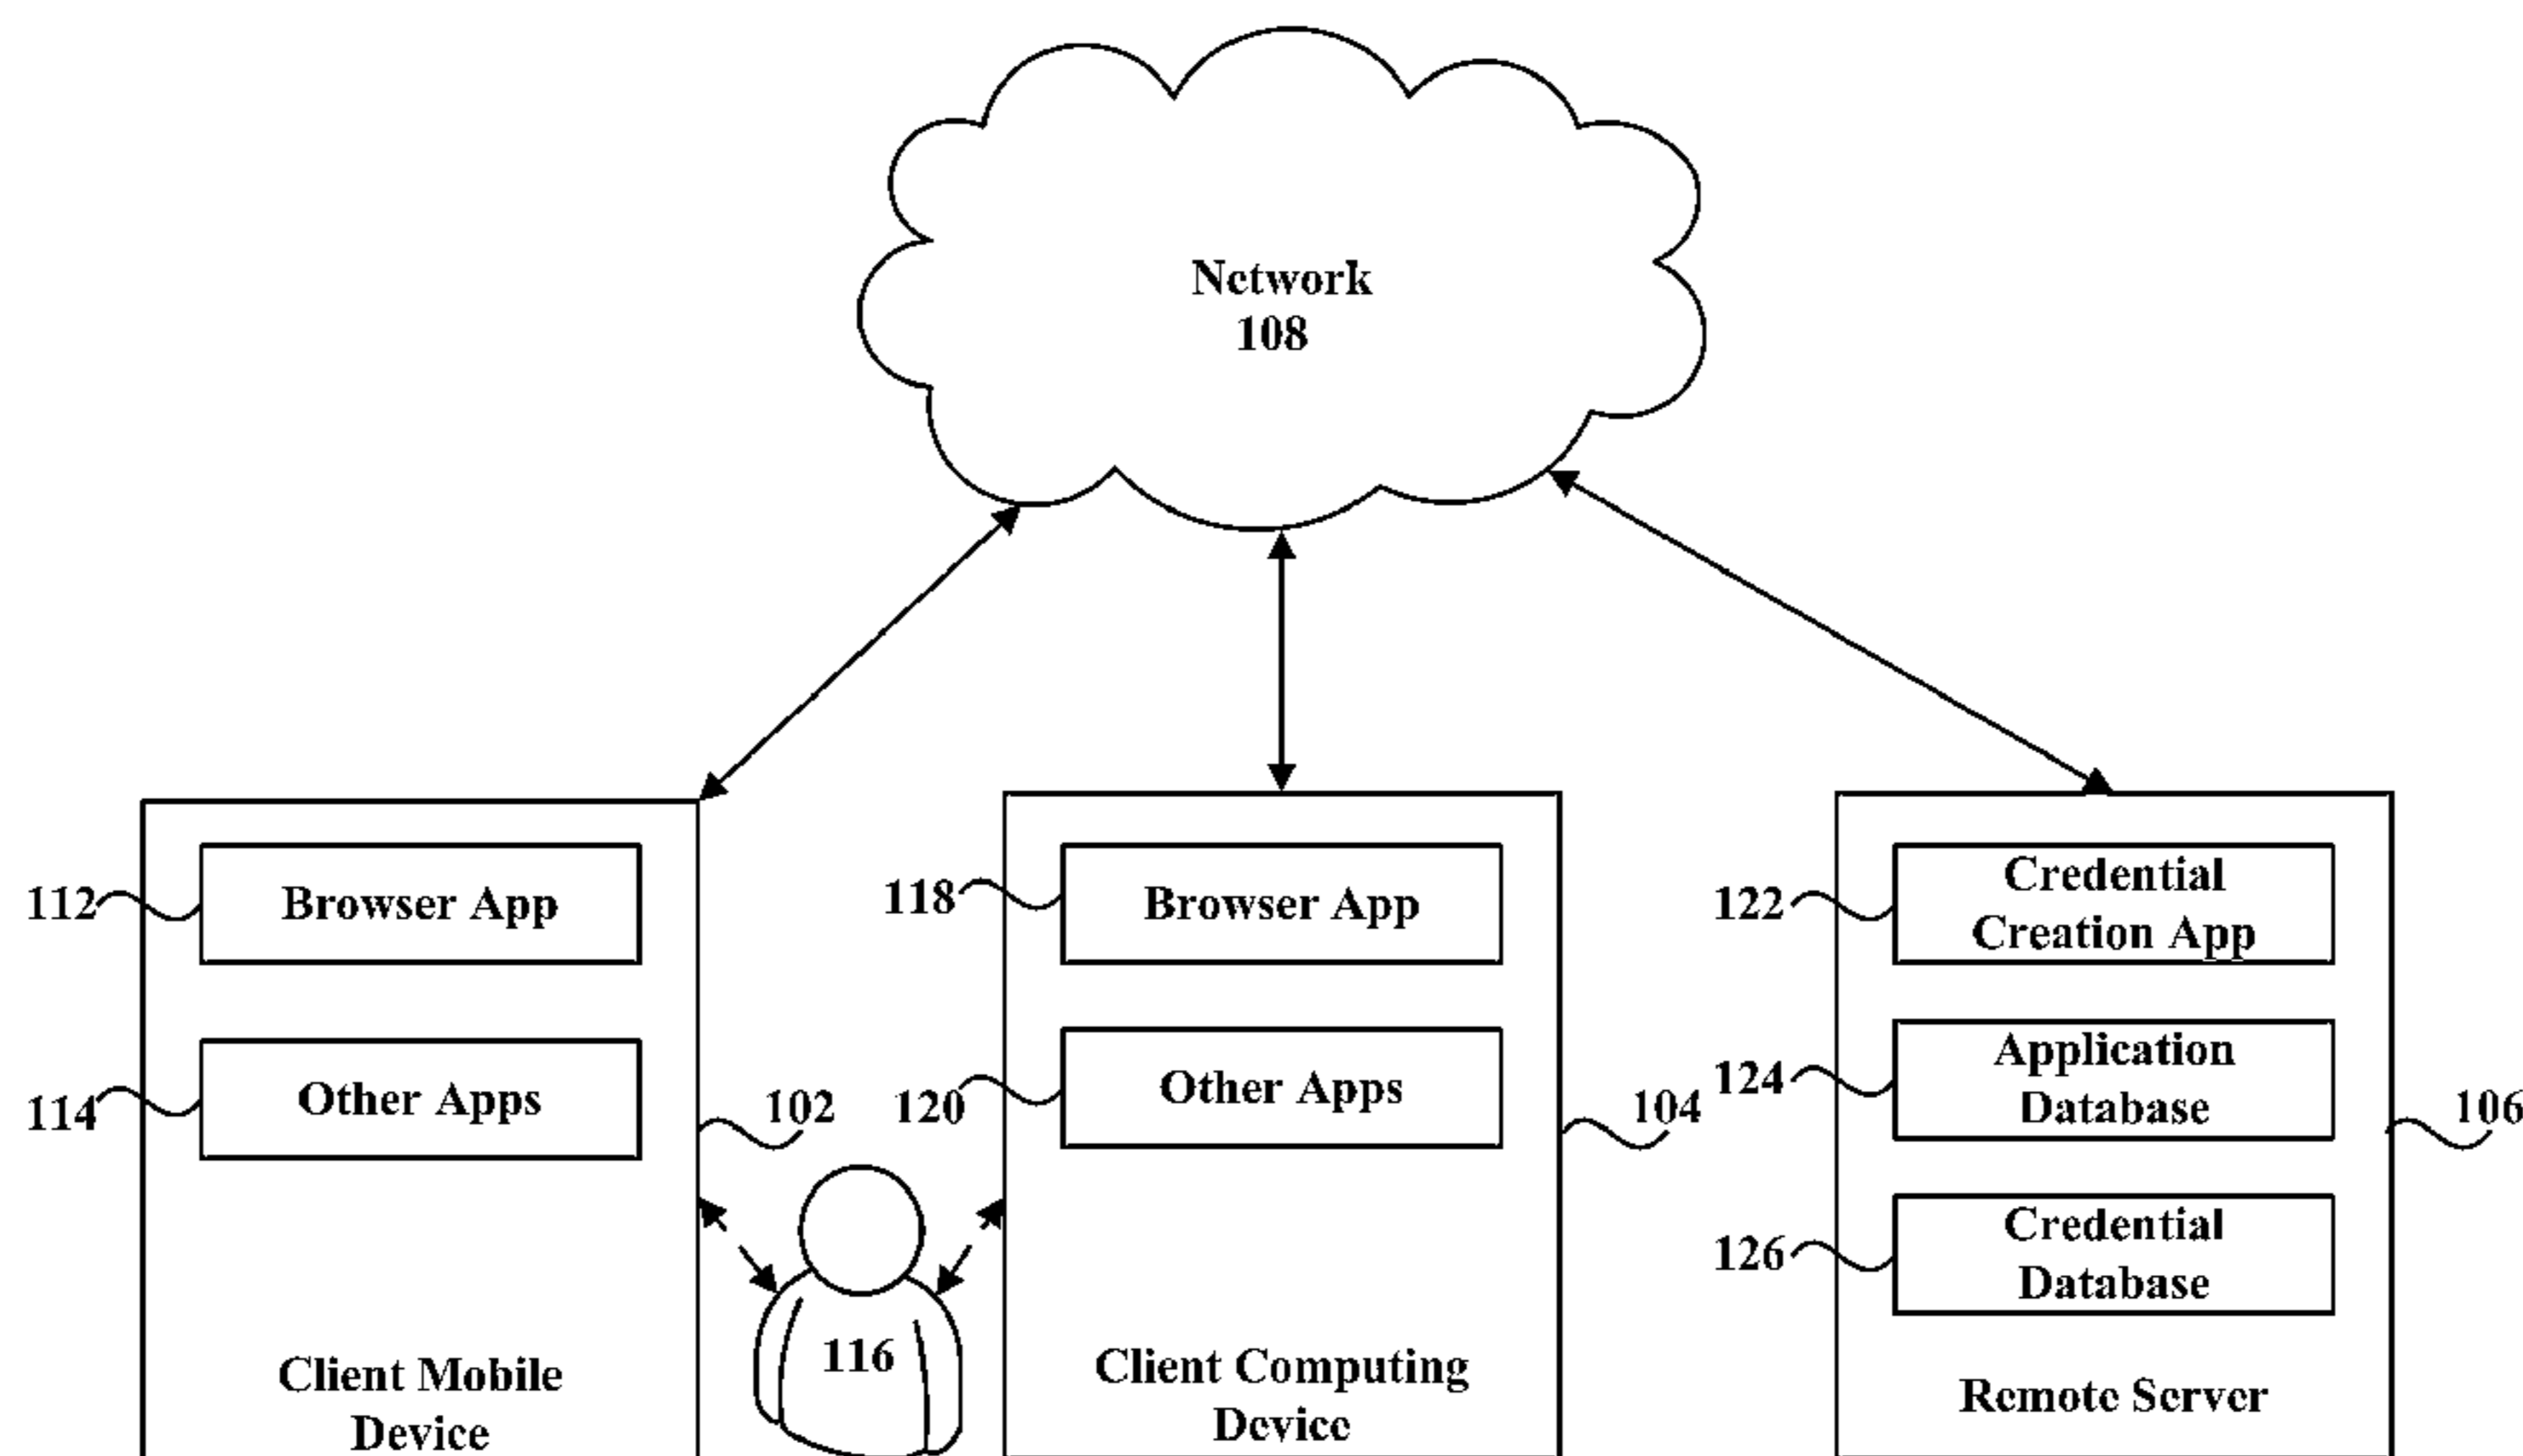 Network
108
112
Browser App
114
Other Apps
102
Client Mobile
Device
116
118
Browser App
120
Other Apps
104
Client Computing
Device
122
Credential
Creation App
124
Application
Database
106
126
Credential
Database
Remote Server